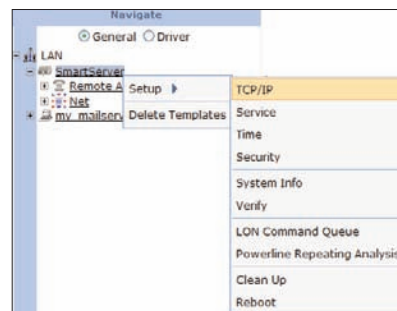 Navigate
General Driver
LAN
SmartServer
Remote A
Net
my_mailserv
Setup
Delete Templates
TCP/IP
Service
Time
Security
System Info
Verify
LON Command Queue
Powerline Repeating Analysis
Clean Up
Reboot